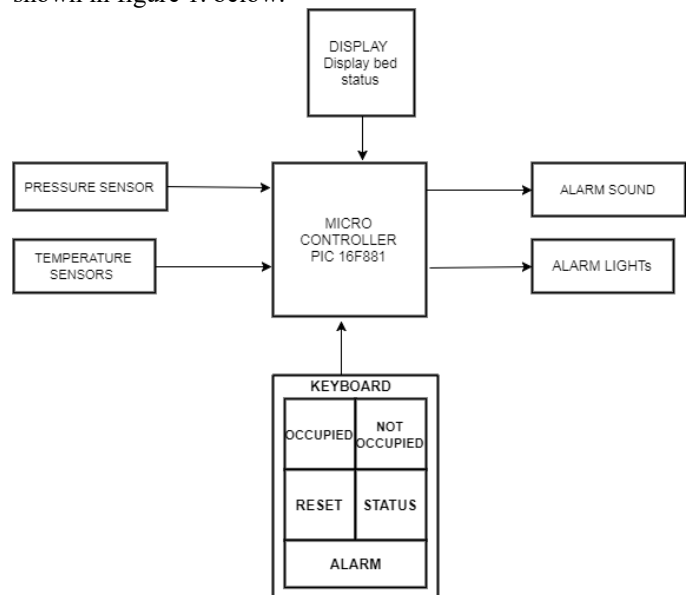 shown in figure 1. below.
DISPLAY
Display bed
status
PRESSURE SENSOR
TEMPERATURE
SENSORS
MICRO
CONTROLLER
PIC 16F881
ALARM SOUND
ALARM LIGHTs
KEYBOARD
OCCUPIED
NOT
OCCUPIED
RESET
STATUS
ALARM